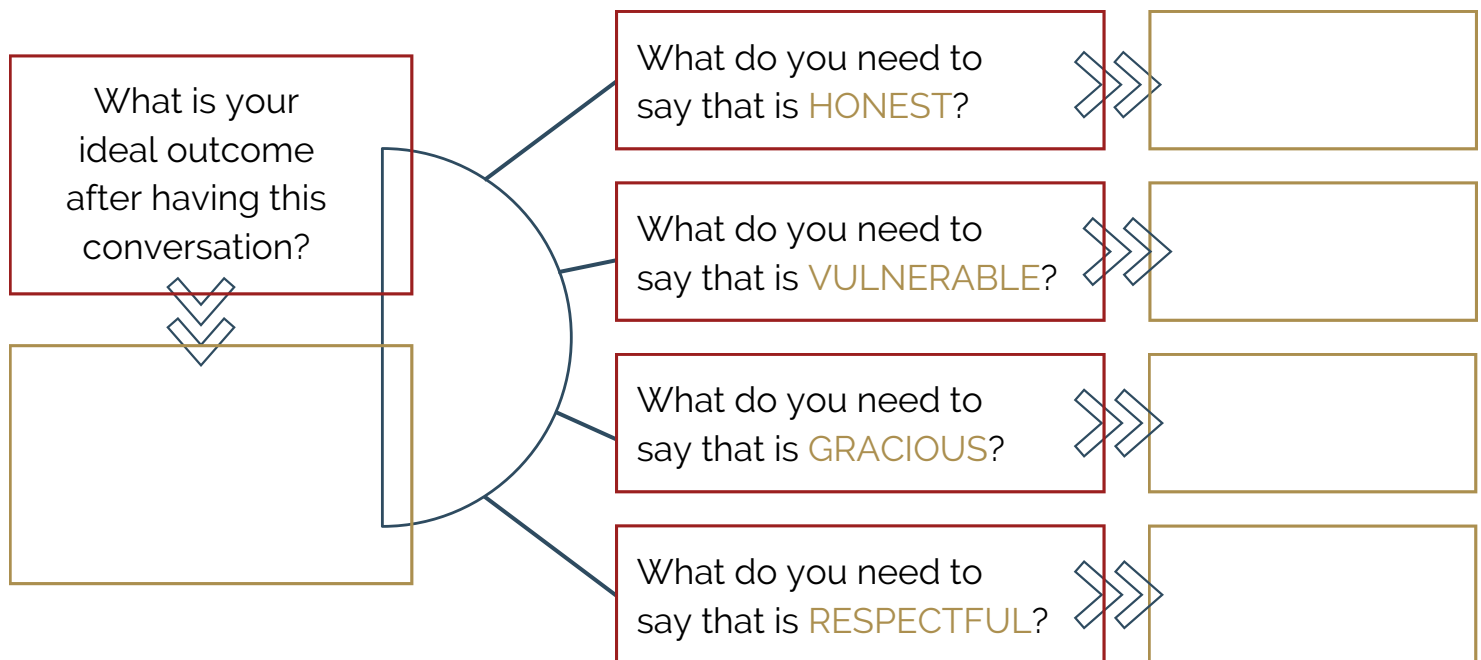 What is your
ideal outcome
after having this
conversation?
What do you need to
say that is HONEST?
What do you need to
say that is VULNERABLE?
What do you need to
say that is GRACIOUS?
What do you need to
say that is RESPECTFUL?